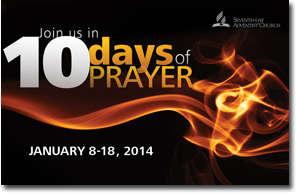 Join us in
10 days of
PRAYER
SEVENTH-DAY
ADVENTIST CHURCH
JANUARY 8-18, 2014